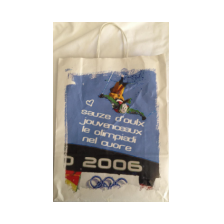 sauze d'oulx
jouvenceaux
le olimpiadi
nel cuore
O 2006